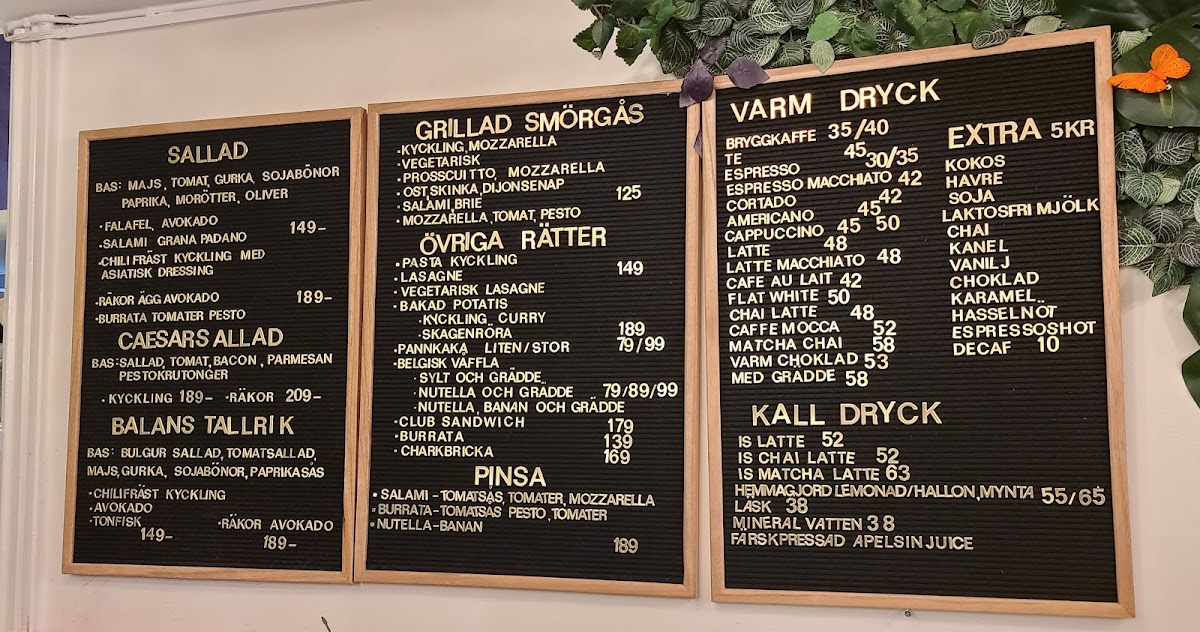 SALLAD
BAS: MAJS, TOMAT, GURKA, SOJABÖNOR
PAPRIKA, MORÖTTER, OLIVER
·FALAFEL, AVOKADO 149-
·SALAMI, GRANA PADANO
·CHILIFRÄST KYCKLING MED
ASIATISK DRESSING
·RÄKOR ÄGG AVOKADO 189-
·BURRATA TOMATER PESTO
CAESARSALLAD
BAS: SALLAD, TOMAT, BACON, PARMESAN
PESTOKRUTONGER
·KYCKLING 189- ·RÄKOR 209-
BALANS TALLRIK
BAS: BULGUR SALLAD, TOMATSALLAD,
MAJS, GURKA, SOJABÖNOR, PAPRIKASÅS
·CHILIFRÄST KYCKLING
·AVOKADO
·TONFISK ·RÄKOR AVOKADO
149- 189-
GRILLAD SMÖRGÅS
·KYCKLING, MOZZARELLA
·VEGETARISK
·PROSSCUITTO, MOZZARELLA
·OST, SKINKA, DIJONSENAP
·SALAMI, BRIE 125
·MOZZARELLA, TOMAT, PESTO
ÖVRIGA RÄTTER
·PASTA KYCKLING
·LASAGNE 149
·VEGETARISK LASAGNE
·BAKAD POTATIS
·KYCKLING CURRY
·SKAGENRÖRA 189
·PANNKAKA LITEN/STOR 79/99
·BELGISK VÄFFLA
·SYLT OCH GRÄDDE
·NUTELLA OCH GRÄDDE 79/89/99
·NUTELLA, BANAN OCH GRÄDDE
·CLUB SANDWICH 179
·BURRATA 139
·CHARKBRICKA 169
PINSA
·SALAMI-TOMATSÅS, TOMATER, MOZZARELLA
·BURRATA-TOMATSÅS PESTO, TOMATER
·NUTELLA-BANAN
189
VARM DRYCK
BRYGGKAFFE 35/40
TE 45
ESPRESSO 30/35
ESPRESSO MACCHIATO 42
CORTADO 42
AMERICANO 45
CAPPUCCINO 45 50
LATTE 48
LATTE MACCHIATO 48
CAFE AU LAIT 42
FLAT WHITE 50
CHAI LATTE 48
CAFFE MOCCA 52
MATCHA CHAI 58
VARM CHOKLAD 53
MED GRÄDDE 58
EXTRA 5KR
KOKOS
HAVRE
SOJA
LAKTOSFRI MJÖLK
CHAI
KANEL
VANILJ
CHOKLAD
KARAMEL
HASSELNÖT
ESPRESSOSHOT
DECAF 10
KALL DRYCK
IS LATTE 52
IS CHAI LATTE 52
IS MATCHA LATTE 63
HEMMAGJORD LEMONAD/HALLON, MYNTA 55/65
LÄSK 38
MINERAL VATTEN 38
FÄRSKPRESSAD APELSINJUICE